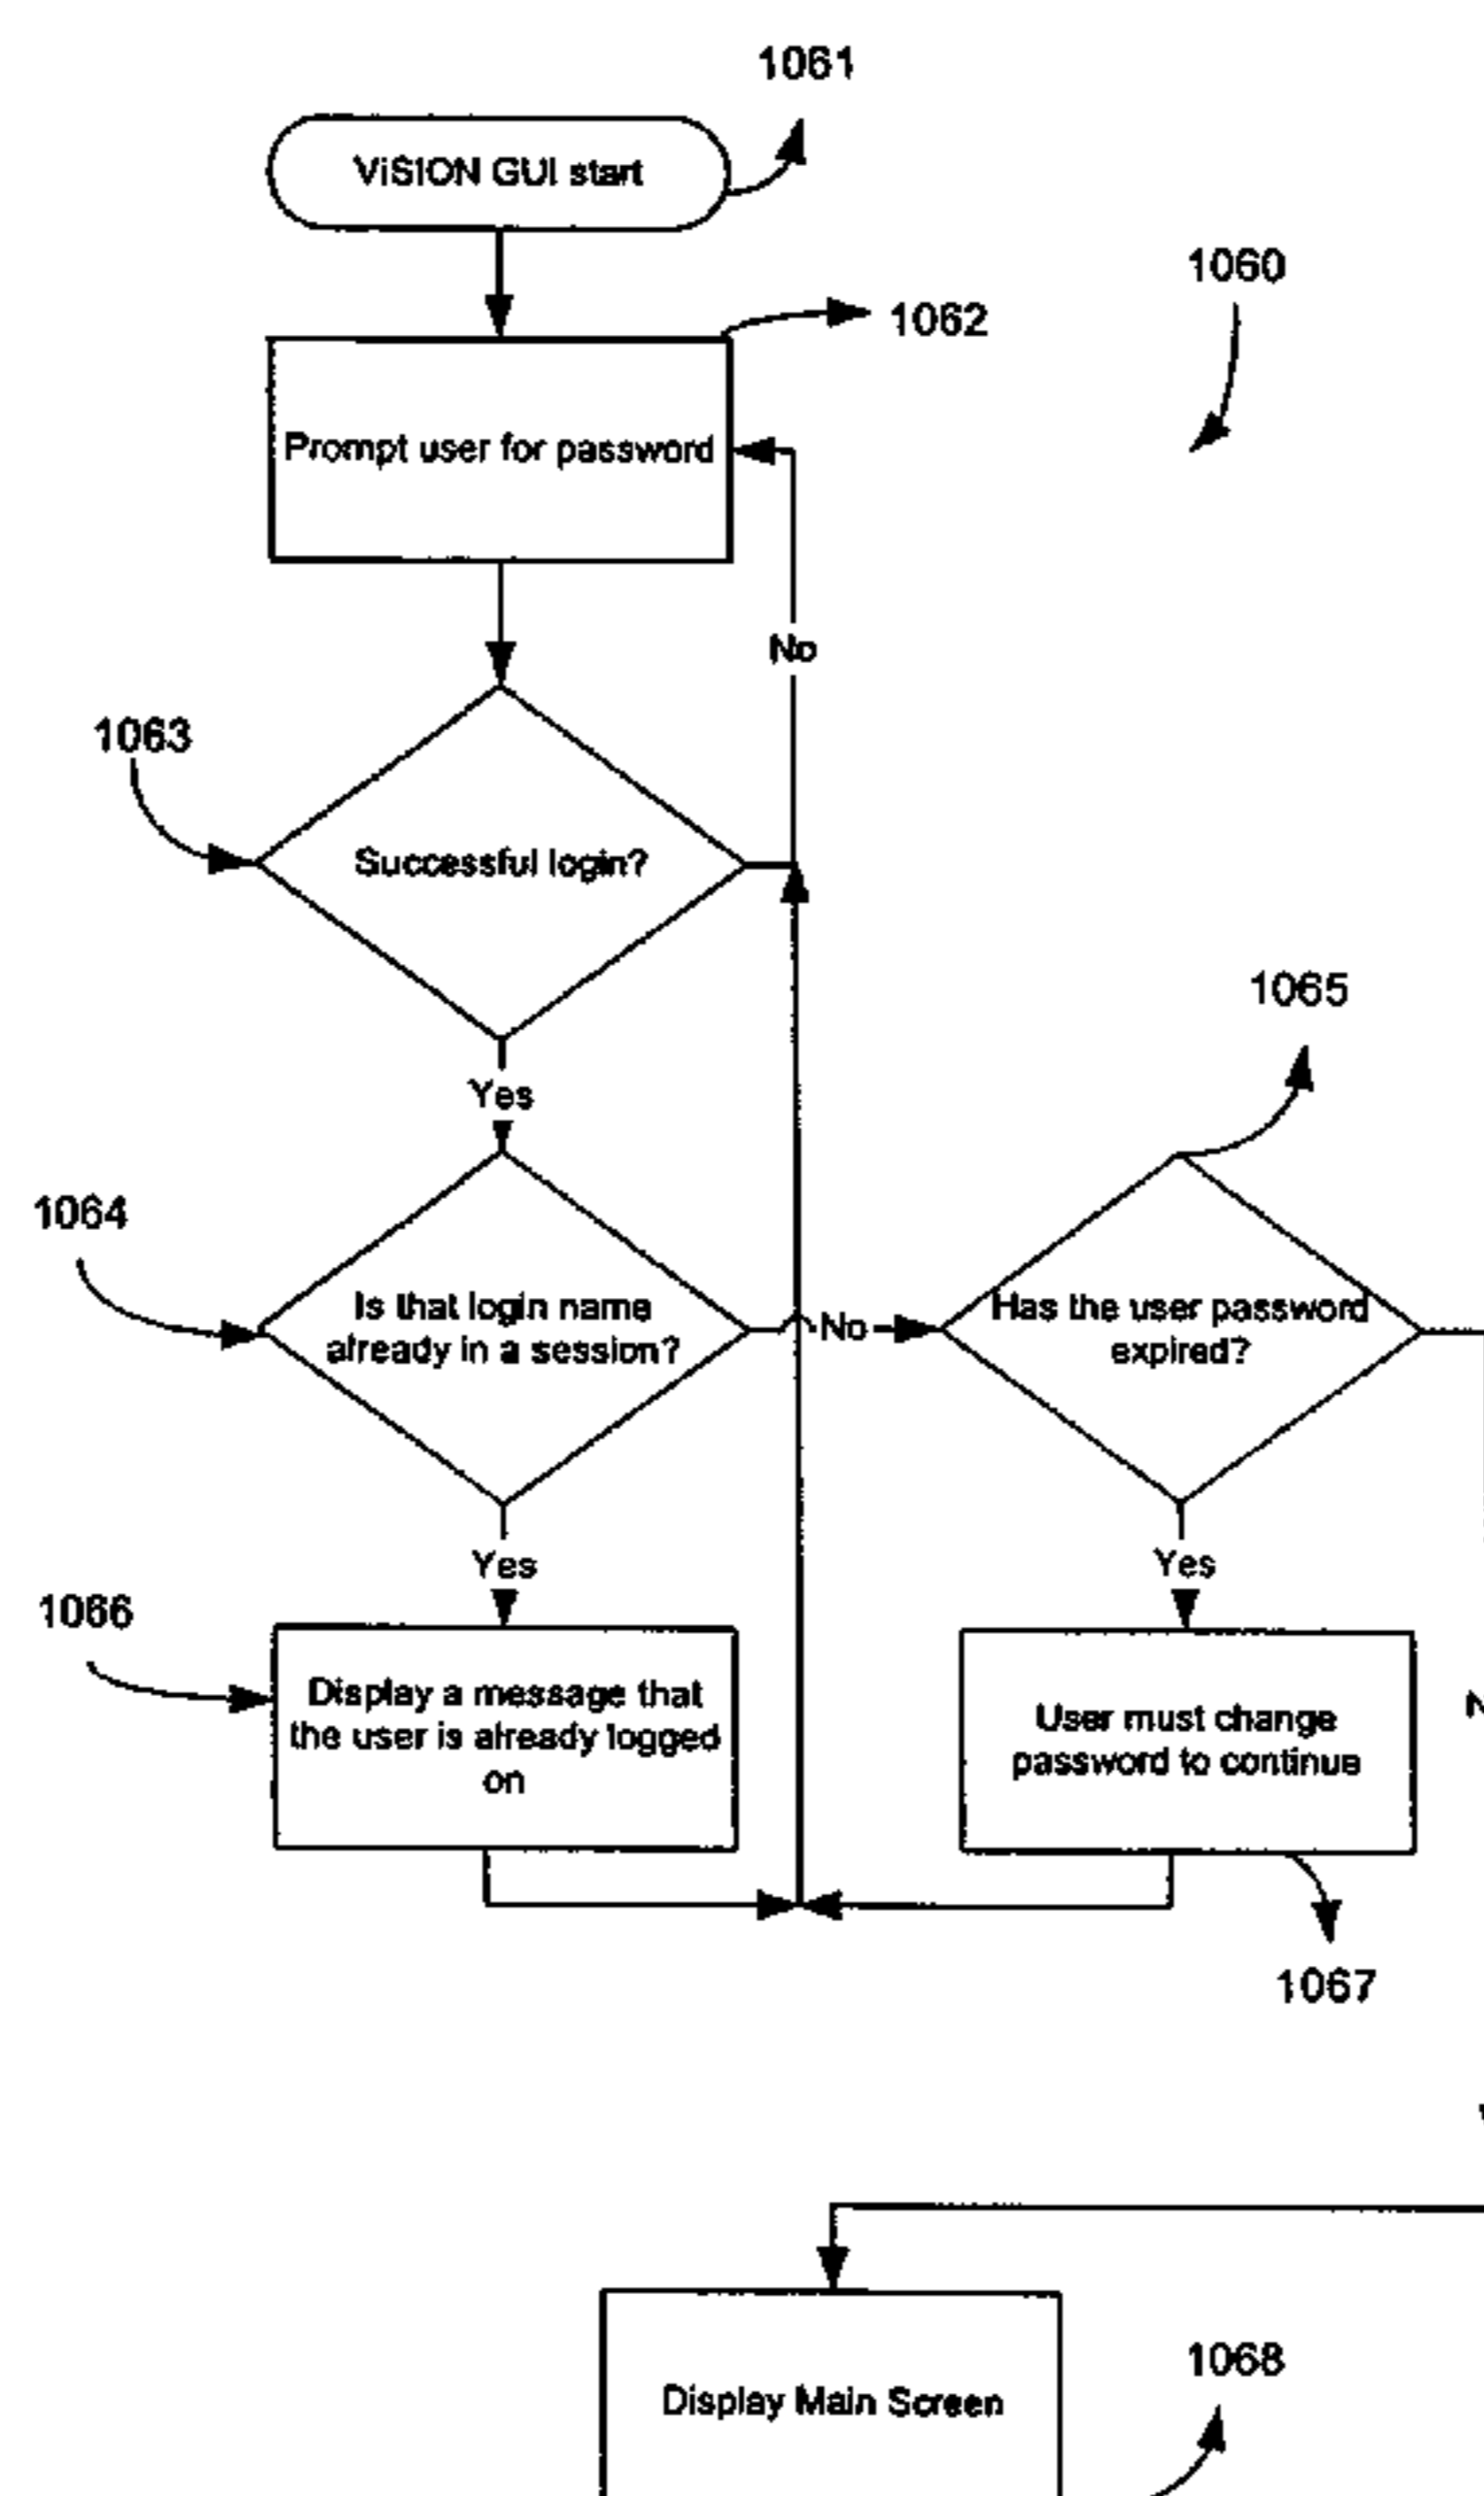 1061
ViSION GUI start
1060
1062
Prompt user for password
No
1063
Successful login?
1065
Yes
1064
Is that login name
already in a session?
No
Has the user password
expired?
Yes
Yes
1066
Display a message that
the user is already logged
on
User must change
password to continue
1067
1068
Display Main Screen